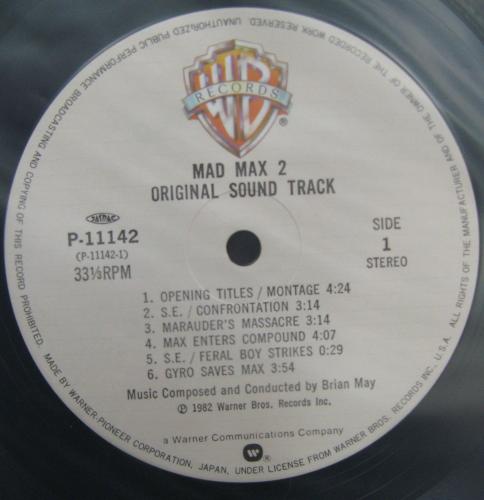 UNAUTHORIZED PUBLIC PERFORMANCE BROADCASTING AND COPYING OF THIS RECORD PROHIBITED.
ALL RIGHTS OF THE MANUFACTURER AND OF THE OWNER OF THE RECORDED WORK RESERVED.
WB
RECORDS
®
MAD MAX 2
ORIGINAL SOUND TRACK
JASRAC
P-11142
(P-11142-1)
33⅓RPM
SIDE
1
STEREO
1. OPENING TITLES / MONTAGE 4:24
2. S.E. / CONFRONTATION 3:14
3. MARAUDER'S MASSACRE 3:14
4. MAX ENTERS COMPOUND 4:07
5. S.E. / FERAL BOY STRIKES 0:29
6. GYRO SAVES MAX 3:54
Music Composed and Conducted by Brian May
℗ 1982 Warner Bros. Records Inc.
a Warner Communications Company
®
MADE BY WARNER-PIONEER CORPORATION, JAPAN, UNDER LICENSE FROM WARNER BROS. RECORDS INC., U.S.A.